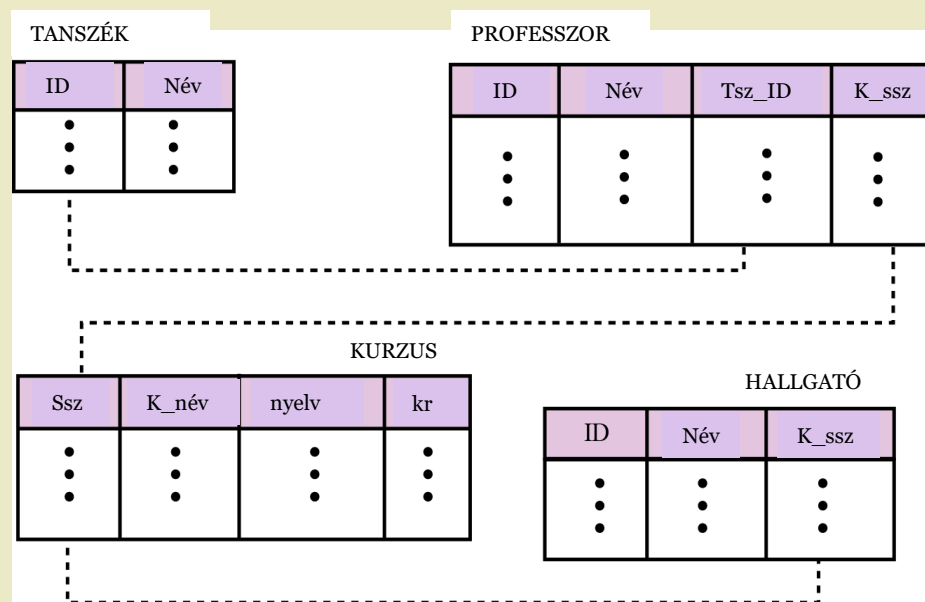 TANSZÉK
ID Név
PROFESSZOR
ID Név Tsz_ID K_ssz
KURZUS
Ssz K_név nyelv kr
HALLGATÓ
ID Név K_ssz